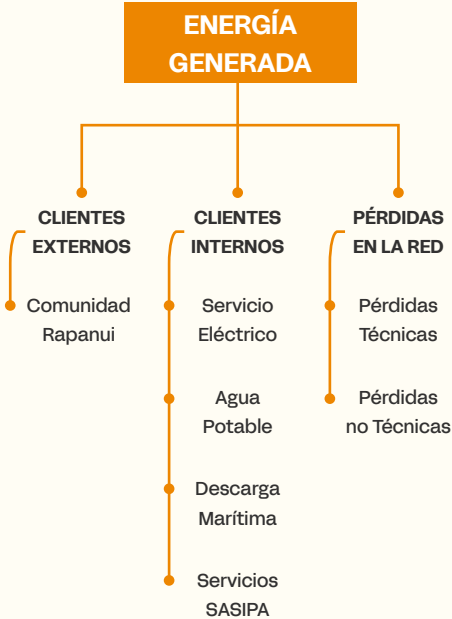 ENERGÍA
GENERADA
CLIENTES
EXTERNOS
Comunidad
Rapanui
CLIENTES
INTERNOS
Servicio
Eléctrico
Agua
Potable
Descarga
Marítima
Servicios
SASIPA
PÉRDIDAS
EN LA RED
Pérdidas
Técnicas
Pérdidas
no Técnicas